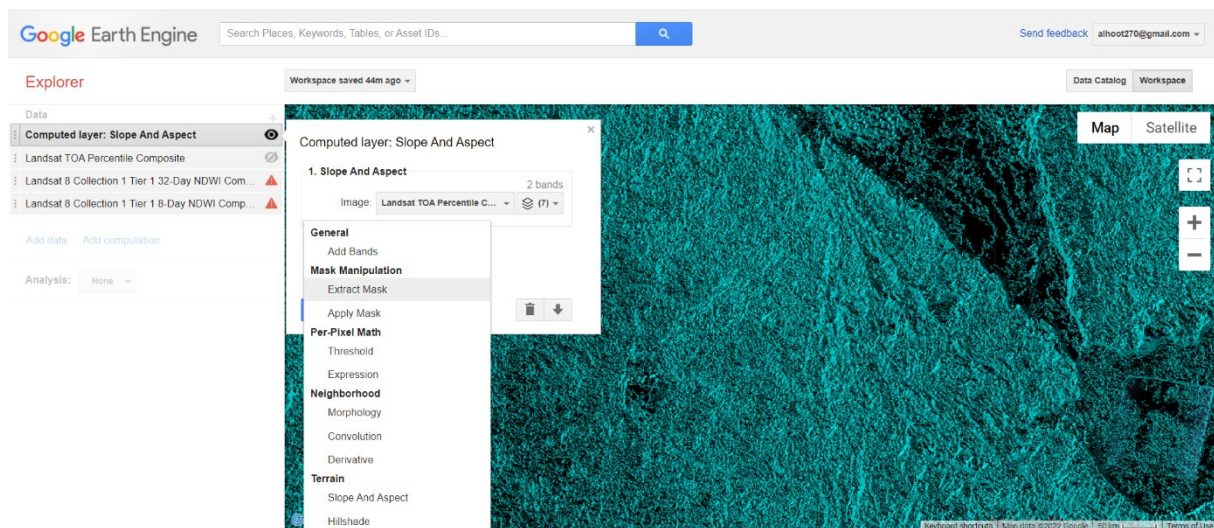 Google Earth Engine
Search Places, Keywords, Tables, or Asset IDs...
Send feedback alhoot270@gmail.com
Explorer
Workspace saved 44m ago
Data Catalog Workspace
Data
Computed layer: Slope And Aspect
Landsat TOA Percentile Composite
Landsat 8 Collection 1 Tier 1 32-Day NDWI Com...
Landsat 8 Collection 1 Tier 1 8-Day NDWI Comp...
Add data Add computation
Analysis: None
Computed layer: Slope And Aspect
1. Slope And Aspect
2 bands
Image: Landsat TOA Percentile C... (7)
General
Add Bands
Mask Manipulation
Extract Mask
Apply Mask
Per-Pixel Math
Threshold
Expression
Neighborhood
Morphology
Convolution
Derivative
Terrain
Slope And Aspect
Hillshade
Map Satellite
Keyboard shortcuts Map data ©2022 Google 50 km Terms of Us